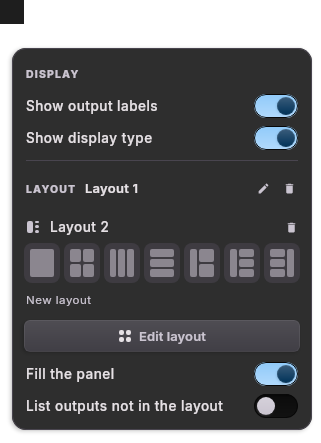 DISPLAY
Show output labels
Show display type
LAYOUT Layout 1
Layout 2
New layout
Edit layout
Fill the panel
List outputs not in the layout